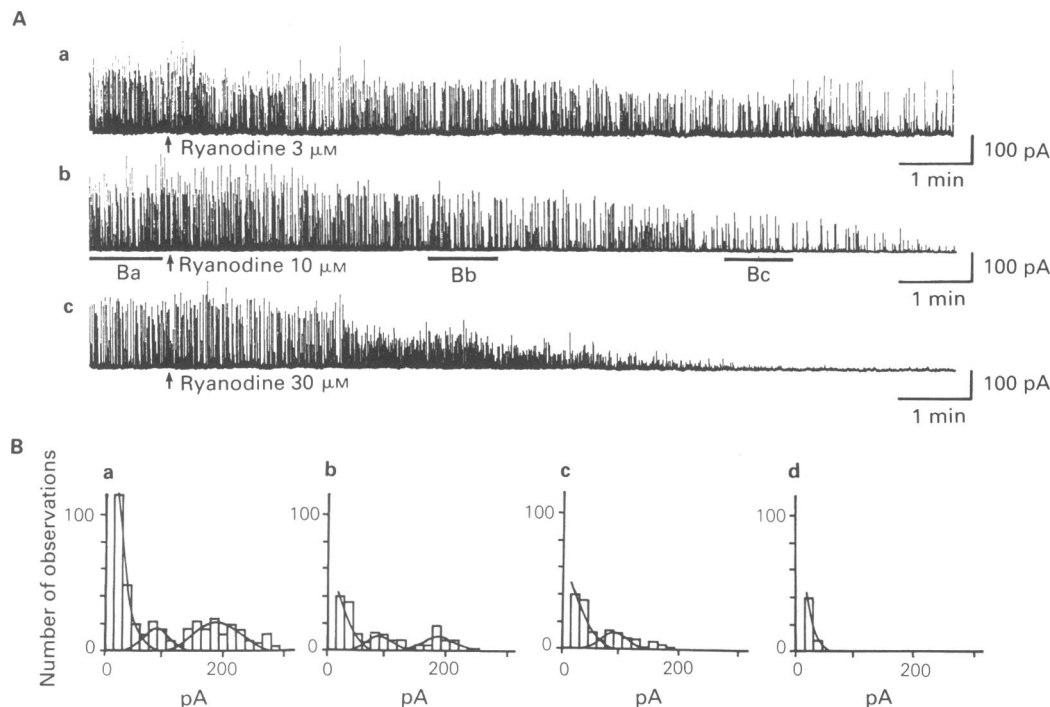 A
a
Ryanodine 3 μM
100 pA
1 min
b
Ba
Ryanodine 10 μM
Bb
Bc
100 pA
1 min
c
Ryanodine 30 μM
100 pA
1 min
B
Number of observations
a
b
c
d
100
0
0
200
pA
100
0
0
200
pA
100
0
0
200
pA
100
0
0
200
pA